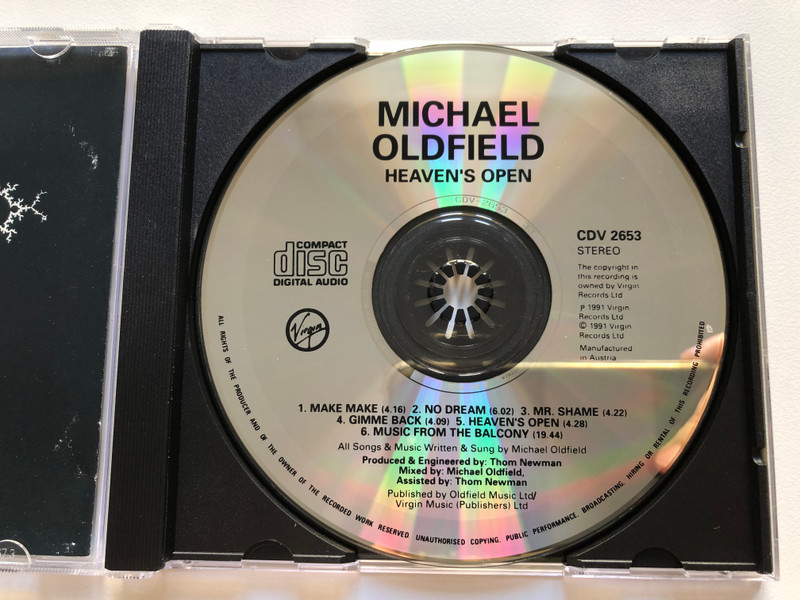 MICHAEL
OLDFIELD
HEAVEN'S OPEN
CDV-2653
COMPACT
disc
DIGITAL AUDIO
Virgin
CDV 2653
STEREO
The copyright in
this recording is
owned by Virgin
Records Ltd
℗ 1991 Virgin
Records Ltd
© 1991 Virgin
Records Ltd
Manufactured
in Austria
1. MAKE MAKE (4.16) 2. NO DREAM (6.02) 3. MR. SHAME (4.22)
4. GIMME BACK (4.09) 5. HEAVEN'S OPEN (4.28)
6. MUSIC FROM THE BALCONY (19.44)
All Songs & Music Written & Sung by Michael Oldfield
Produced & Engineered by: Thom Newman
Mixed by: Michael Oldfield,
Assisted by: Thom Newman
Published by Oldfield Music Ltd/
Virgin Music (Publishers) Ltd
ALL RIGHTS OF THE PRODUCER AND OF THE OWNER OF THE RECORDED WORK RESERVED UNAUTHORISED COPYING. PUBLIC PERFORMANCE. BROADCASTING. HIRING OR RENTAL OF THIS RECORDING PROHIBITED